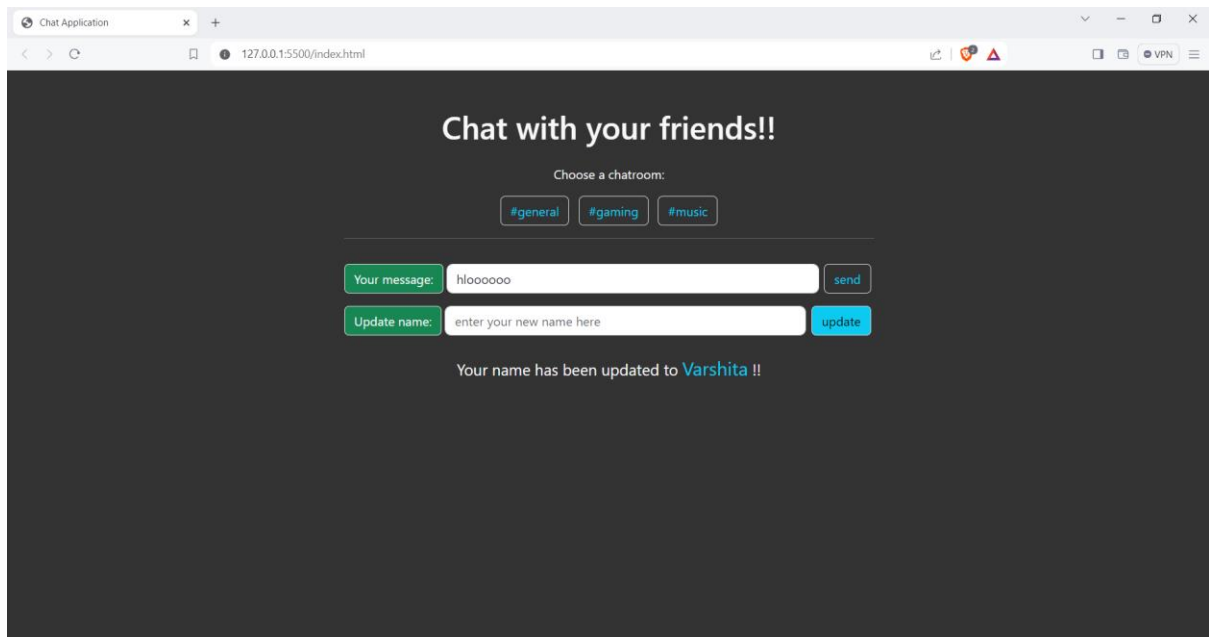 Chat Application
127.0.0.1:5500/index.html
2
VPN
Chat with your friends!!
Choose a chatroom:
#general #gaming #music
Your message: hloooooo send
Update name: enter your new name here update
Your name has been updated to Varshita !!